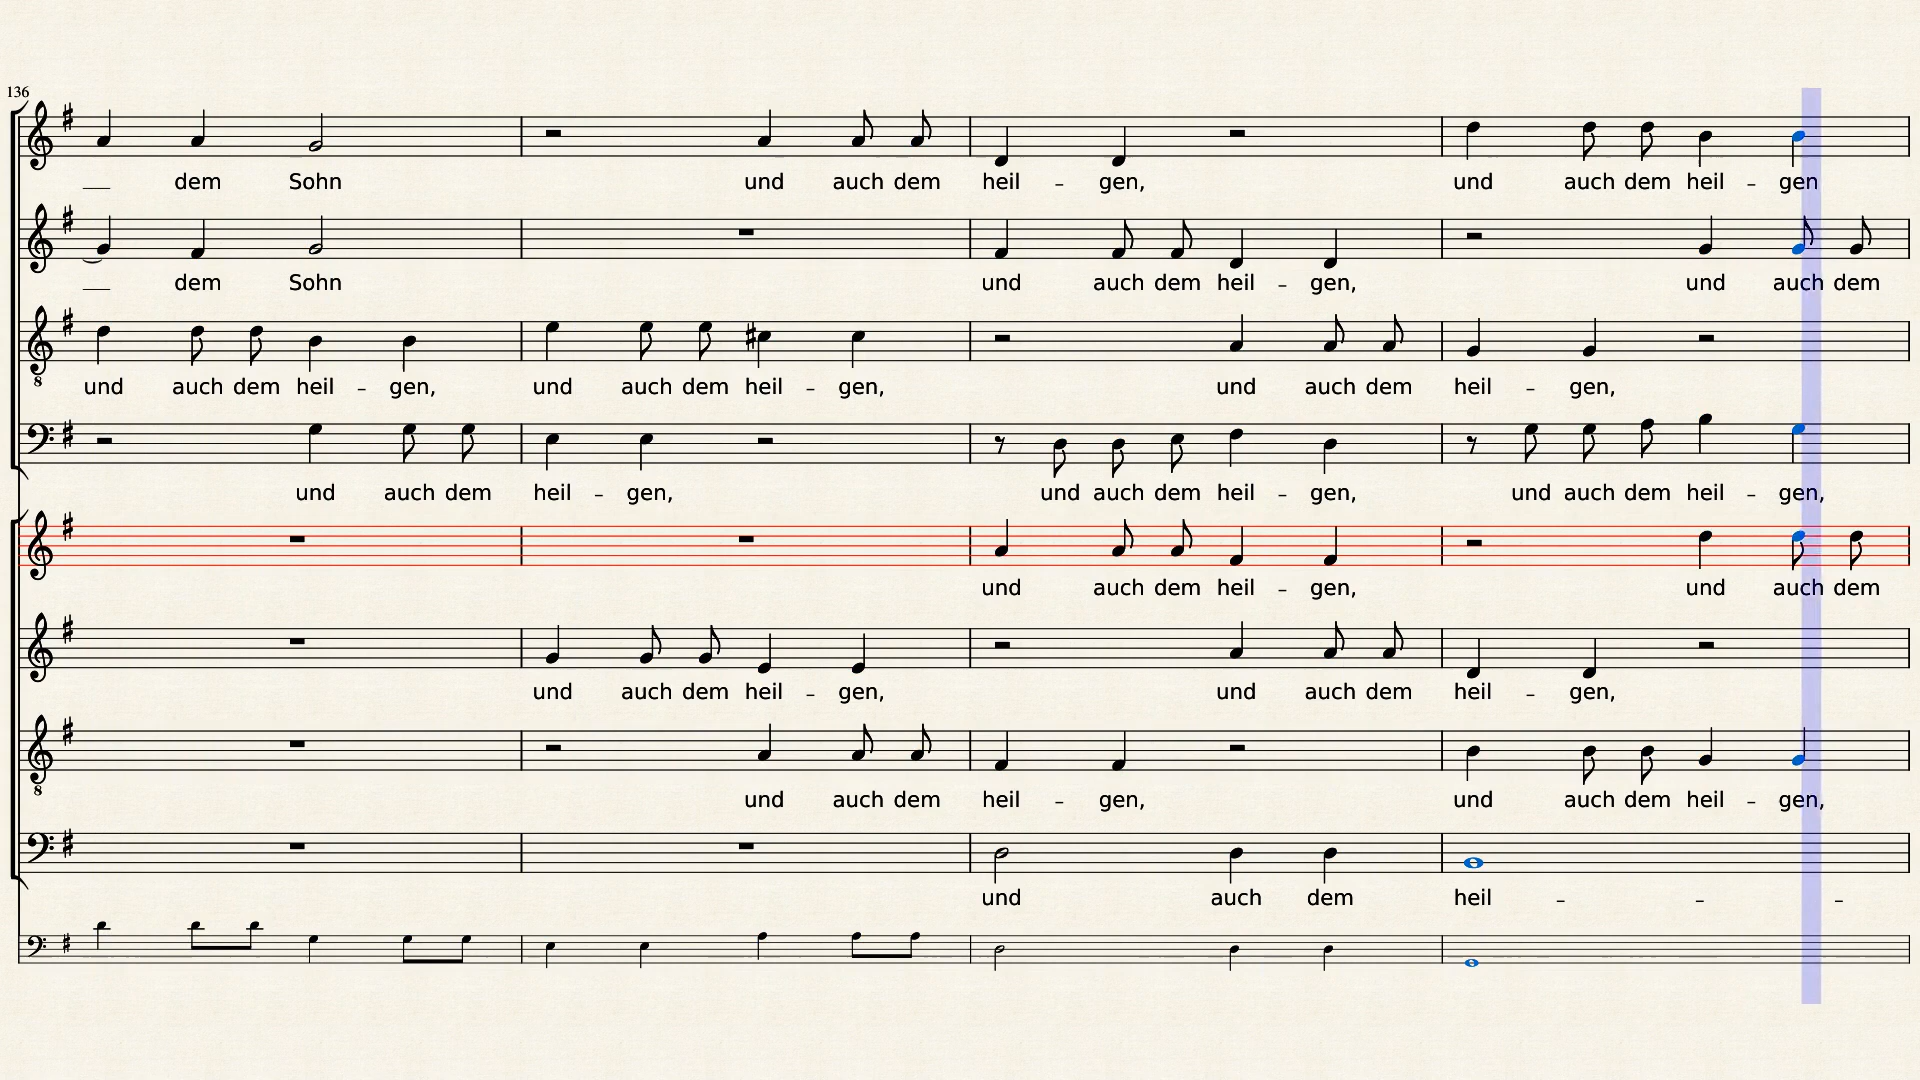 136
dem Sohn und auch dem heil - gen, und auch dem heil - gen
dem Sohn und auch dem heil - gen, und auch dem
8
und auch dem heil - gen, und auch dem heil - gen, und auch dem heil - gen,
und auch dem heil - gen, und auch dem heil - gen, und auch dem heil - gen,
und auch dem heil - gen, und auch dem
und auch dem heil - gen, und auch dem heil - gen,
8
und auch dem heil - gen, und auch dem heil - gen,
und auch dem heil - - -